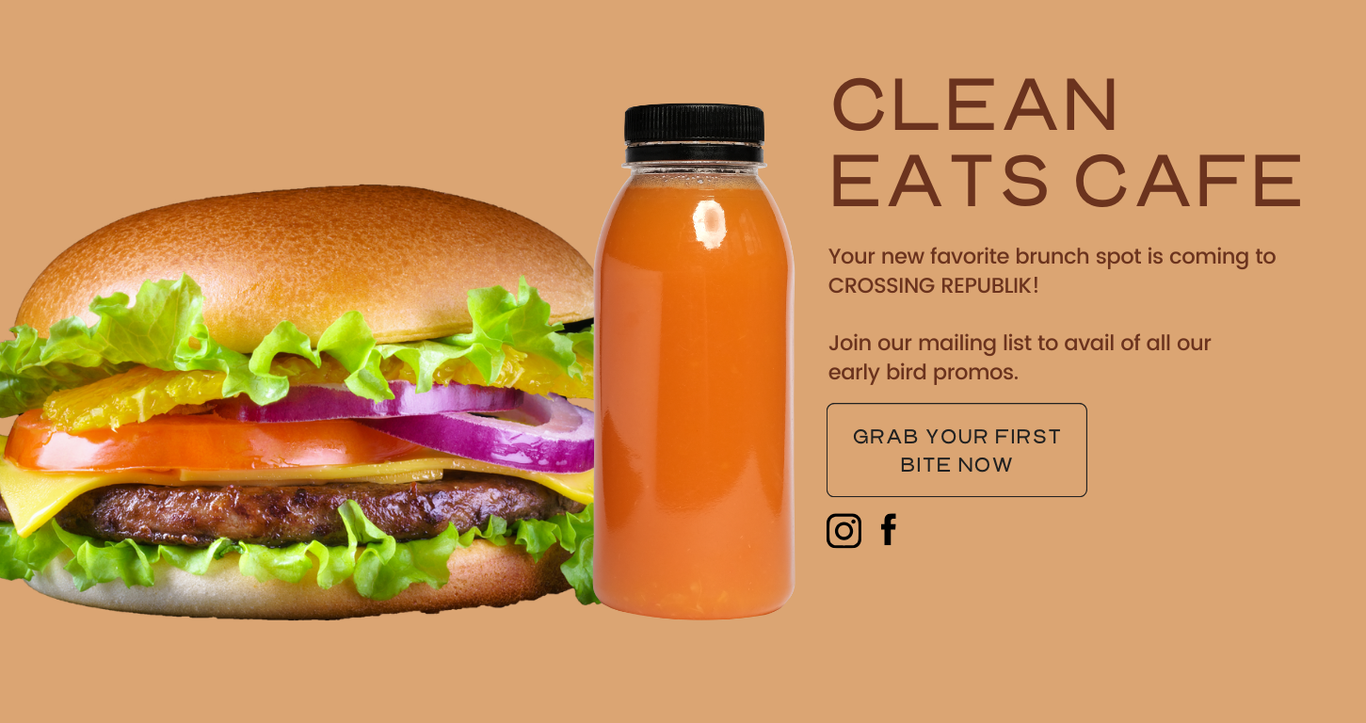 CLEAN
EATS CAFE
Your new favorite brunch spot is coming to
CROSSING REPUBLIK!
Join our mailing list to avail of all our
early bird promos.
GRAB YOUR FIRST
BITE NOW